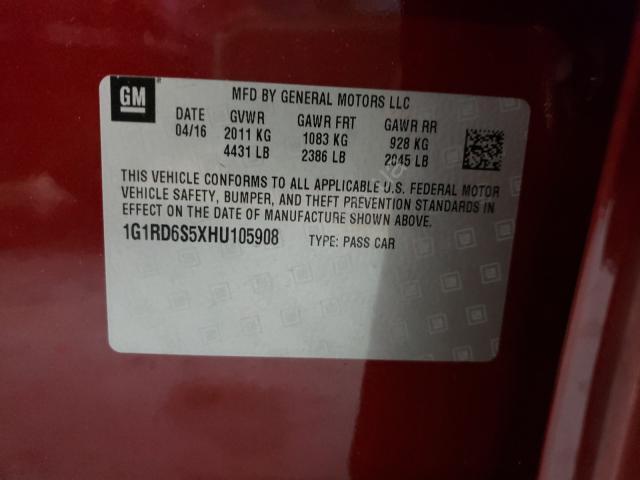 GM
MFD BY GENERAL MOTORS LLC
DATE GVWR GAWR FRT GAWR RR
04/16 2011 KG 1083 KG 928 KG
4431 LB 2386 LB 2045 LB
THIS VEHICLE CONFORMS TO ALL APPLICABLE U.S. FEDERAL MOTOR
VEHICLE SAFETY, BUMPER, AND THEFT PREVENTION STANDARDS IN
EFFECT ON THE DATE OF MANUFACTURE SHOWN ABOVE.
1G1RD6S5XHU105908 TYPE: PASS CAR